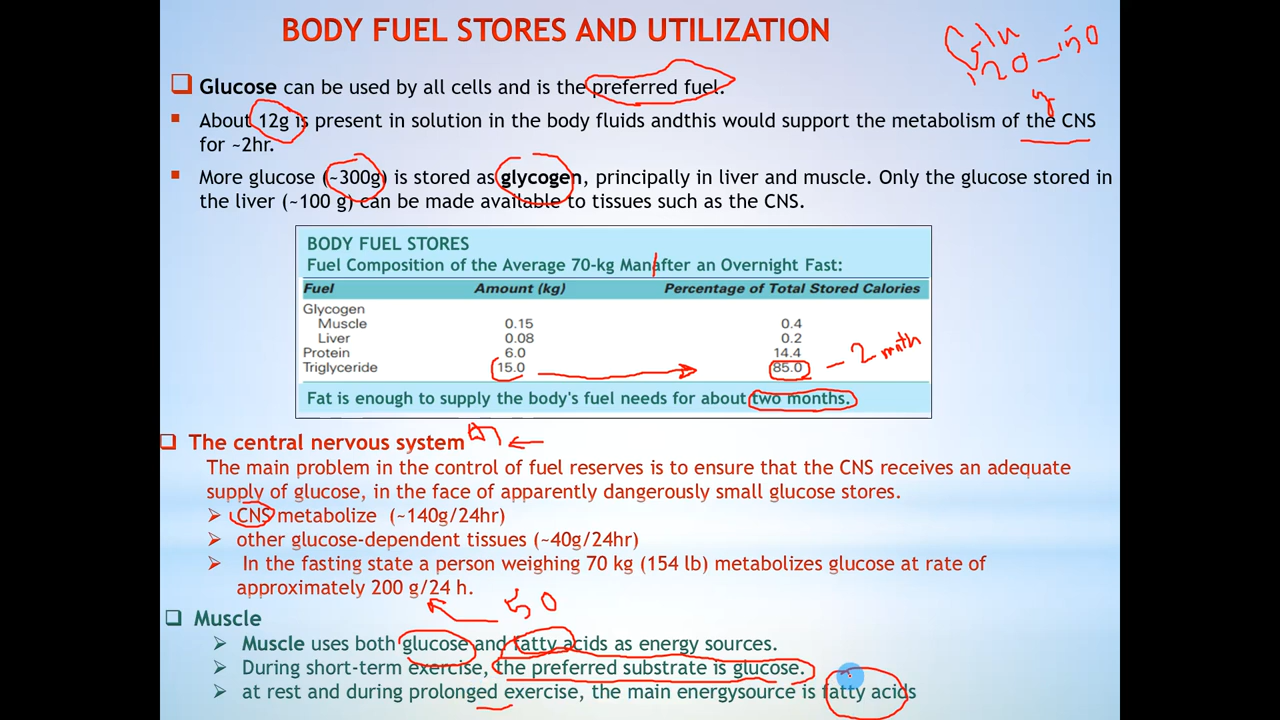 BODY FUEL STORES AND UTILIZATION
Glu
120 - 150
g
Glucose can be used by all cells and is the preferred fuel.
About 12g is present in solution in the body fluids andthis would support the metabolism of the CNS
for ~2hr.
More glucose (~300g) is stored as glycogen, principally in liver and muscle. Only the glucose stored in
the liver (~100 g) can be made available to tissues such as the CNS.
BODY FUEL STORES
Fuel Composition of the Average 70-kg Man after an Overnight Fast:
Fuel Amount (kg) Percentage of Total Stored Calories
Glycogen
Muscle 0.15 0.4
Liver 0.08 0.2
Protein 6.0 14.4
Triglyceride 15.0 85.0 - 2 month
Fat is enough to supply the body's fuel needs for about two months.
The central nervous system
The main problem in the control of fuel reserves is to ensure that the CNS receives an adequate
supply of glucose, in the face of apparently dangerously small glucose stores.
CNS metabolize (~140g/24hr)
other glucose-dependent tissues (~40g/24hr)
In the fasting state a person weighing 70 kg (154 lb) metabolizes glucose at rate of
approximately 200 g/24 h.
50
Muscle
Muscle uses both glucose and fatty acids as energy sources.
During short-term exercise, the preferred substrate is glucose.
at rest and during prolonged exercise, the main energysource is fatty acids